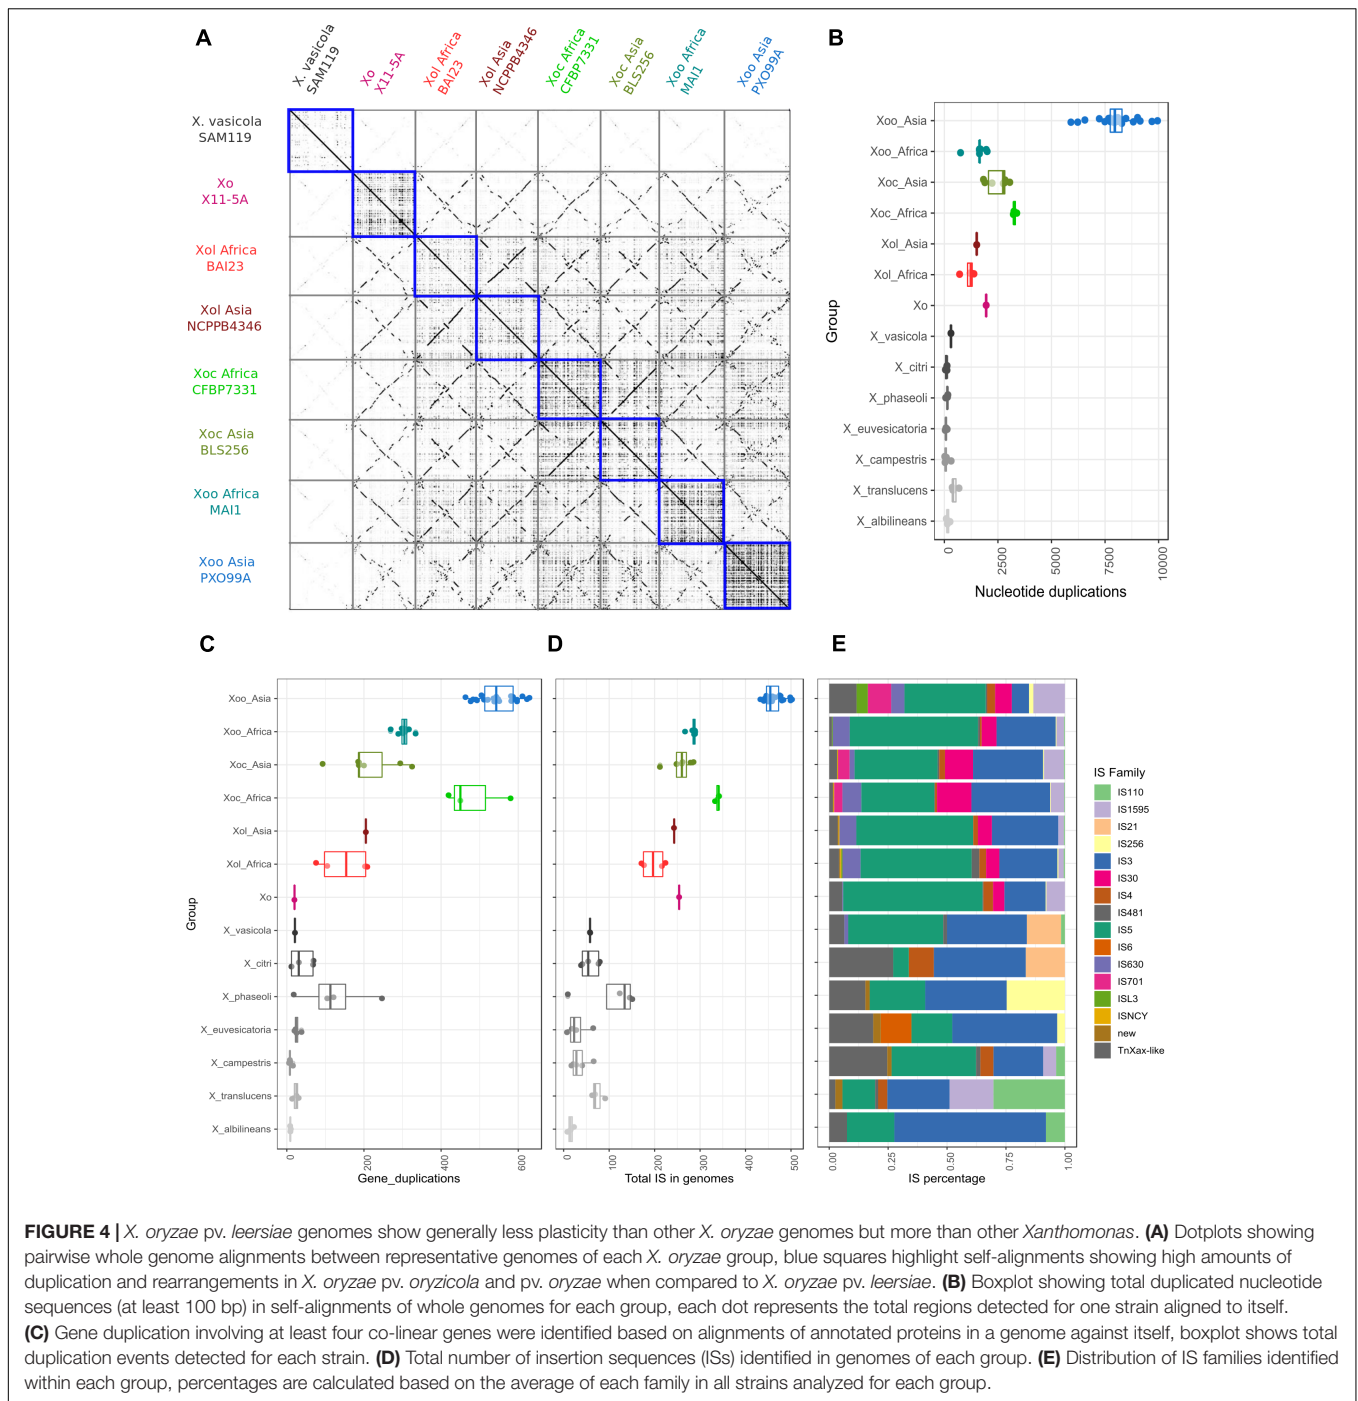 A
X. vasicola
SAM119
Xo
X11-5A
Xol Africa
BAI23
Xol Asia
NCPPB4346
Xoc Africa
CFBP7331
Xoc Asia
BLS256
Xoo Africa
MAI1
Xoo Asia
PXO99A
X. vasicola
SAM119
Xo
X11-5A
Xol Africa
BAI23
Xol Asia
NCPPB4346
Xoc Africa
CFBP7331
Xoc Asia
BLS256
Xoo Africa
MAI1
Xoo Asia
PXO99A
B
Group
Xoo_Asia
Xoo_Africa
Xoc_Asia
Xoc_Africa
Xol_Asia
Xol_Africa
Xo
X_vasicola
X_citri
X_phaseoli
X_euvesicatoria
X_campestris
X_translucens
X_albilineans
0
2500
5000
7500
10000
Nucleotide duplications
C
Group
Xoo_Asia
Xoo_Africa
Xoc_Asia
Xoc_Africa
Xol_Asia
Xol_Africa
Xo
X_vasicola
X_citri
X_phaseoli
X_euvesicatoria
X_campestris
X_translucens
X_albilineans
0
200
400
600
Gene_duplications
D
0
100
200
300
400
500
Total IS in genomes
E
0.00
0.25
0.50
0.75
1.00
IS percentage
IS Family
IS110
IS1595
IS21
IS256
IS3
IS30
IS4
IS481
IS5
IS6
IS630
IS701
ISL3
ISNCY
new
TnXax-like
FIGURE 4 | X. oryzae pv. leersiae genomes show generally less plasticity than other X. oryzae genomes but more than other Xanthomonas. (A) Dotplots showing
pairwise whole genome alignments between representative genomes of each X. oryzae group, blue squares highlight self-alignments showing high amounts of
duplication and rearrangements in X. oryzae pv. oryzicola and pv. oryzae when compared to X. oryzae pv. leersiae. (B) Boxplot showing total duplicated nucleotide
sequences (at least 100 bp) in self-alignments of whole genomes for each group, each dot represents the total regions detected for one strain aligned to itself.
(C) Gene duplication involving at least four co-linear genes were identified based on alignments of annotated proteins in a genome against itself, boxplot shows total
duplication events detected for each strain. (D) Total number of insertion sequences (ISs) identified in genomes of each group. (E) Distribution of IS families identified
within each group, percentages are calculated based on the average of each family in all strains analyzed for each group.